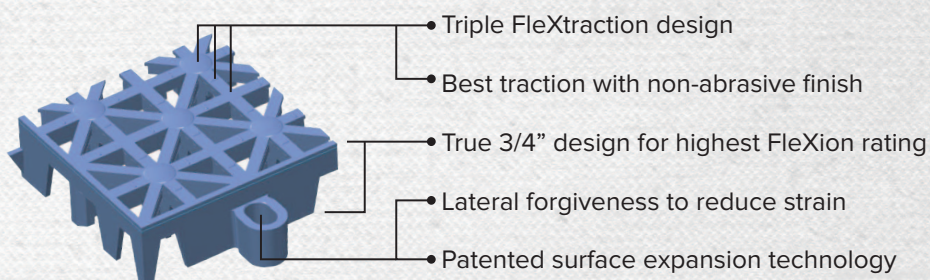 Triple FleXtraction design
Best traction with non-abrasive finish
True 3/4” design for highest FleXion rating
Lateral forgiveness to reduce strain
Patented surface expansion technology